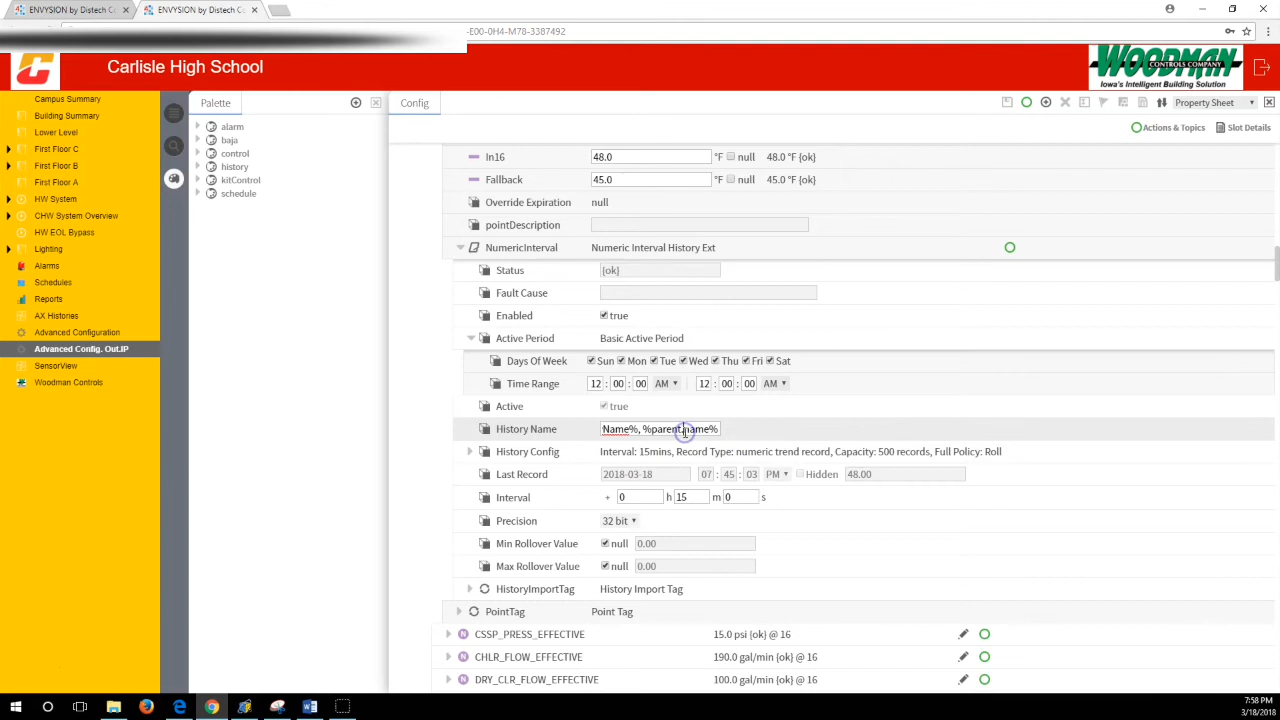 ENVYSION by Distech C
ENVYSION by Distech C
-E00-0H4-M78-3387492
Carlisle High School
WOODMAN
CONTROLS COMPANY
Iowa's Intelligent Building Solution
Campus Summary
Building Summary
Lower Level
First Floor C
First Floor B
First Floor A
HW System
CHW System Overview
HW EOL Bypass
Lighting
Alarms
Schedules
Reports
AX Histories
Advanced Configuration
Advanced Config. Out.IP
SensorView
Woodman Controls
Palette
alarm
baja
control
history
kitControl
schedule
Config
Property Sheet
Actions & Topics Slot Details
In16 48.0 °F null 48.0 °F {ok}
Fallback 45.0 °F null 45.0 °F {ok}
Override Expiration null
pointDescription
NumericInterval Numeric Interval History Ext
Status {ok}
Fault Cause
Enabled true
Active Period Basic Active Period
Days Of Week Sun Mon Tue Wed Thu Fri Sat
Time Range 12 : 00 : 00 AM 12 : 00 : 00 AM
Active true
History Name Name%, %parent.name%
History Config Interval: 15mins, Record Type: numeric trend record, Capacity: 500 records, Full Policy: Roll
Last Record 2018-03-18 07 : 45 : 03 PM Hidden 48.00
Interval + 0 h 15 m 0 s
Precision 32 bit
Min Rollover Value null 0.00
Max Rollover Value null 0.00
HistoryImportTag History Import Tag
PointTag Point Tag
N CSSP_PRESS_EFFECTIVE 15.0 psi {ok} @ 16
N CHLR_FLOW_EFFECTIVE 190.0 gal/min {ok} @ 16
N DRY_CLR_FLOW_EFFECTIVE 100.0 gal/min {ok} @ 16
7:58 PM
3/18/2018